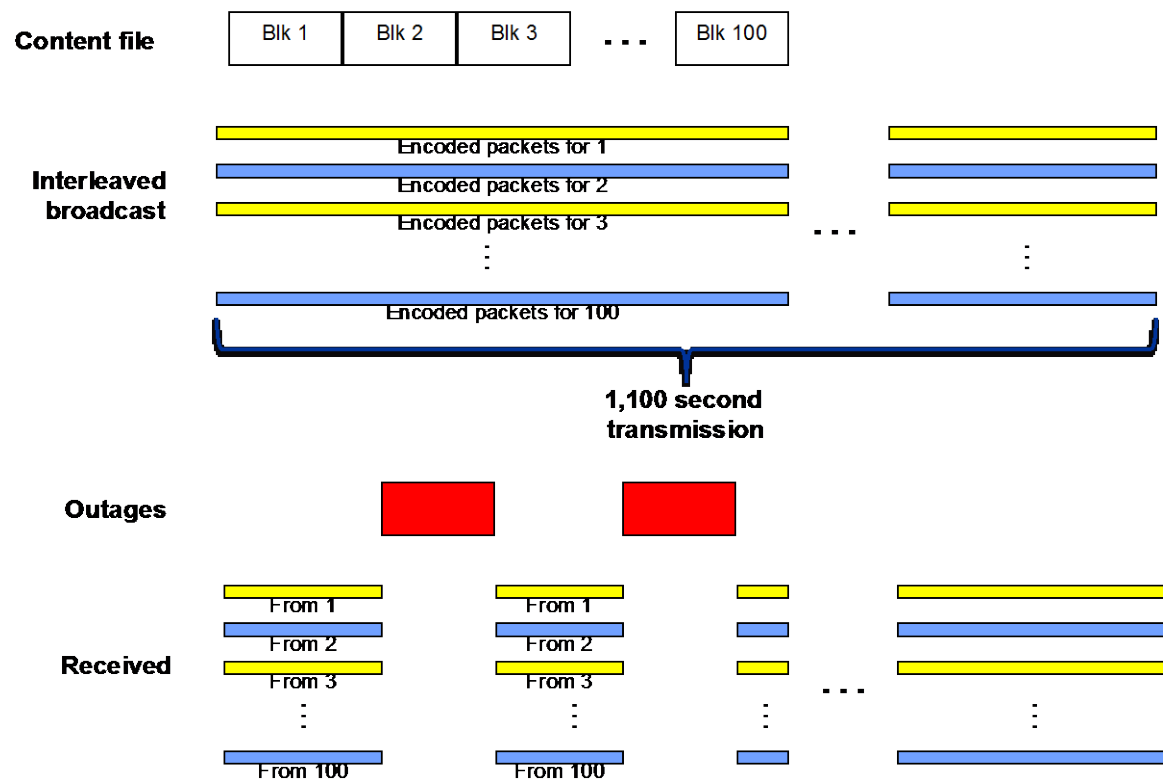 Content file
Blk 1
Blk 2
Blk 3
...
Blk 100
Interleaved
broadcast
Encoded packets for 1
Encoded packets for 2
Encoded packets for 3
...
Encoded packets for 100
1,100 second
transmission
Outages
Received
From 1
From 1
From 2
From 2
From 3
From 3
...
From 100
From 100